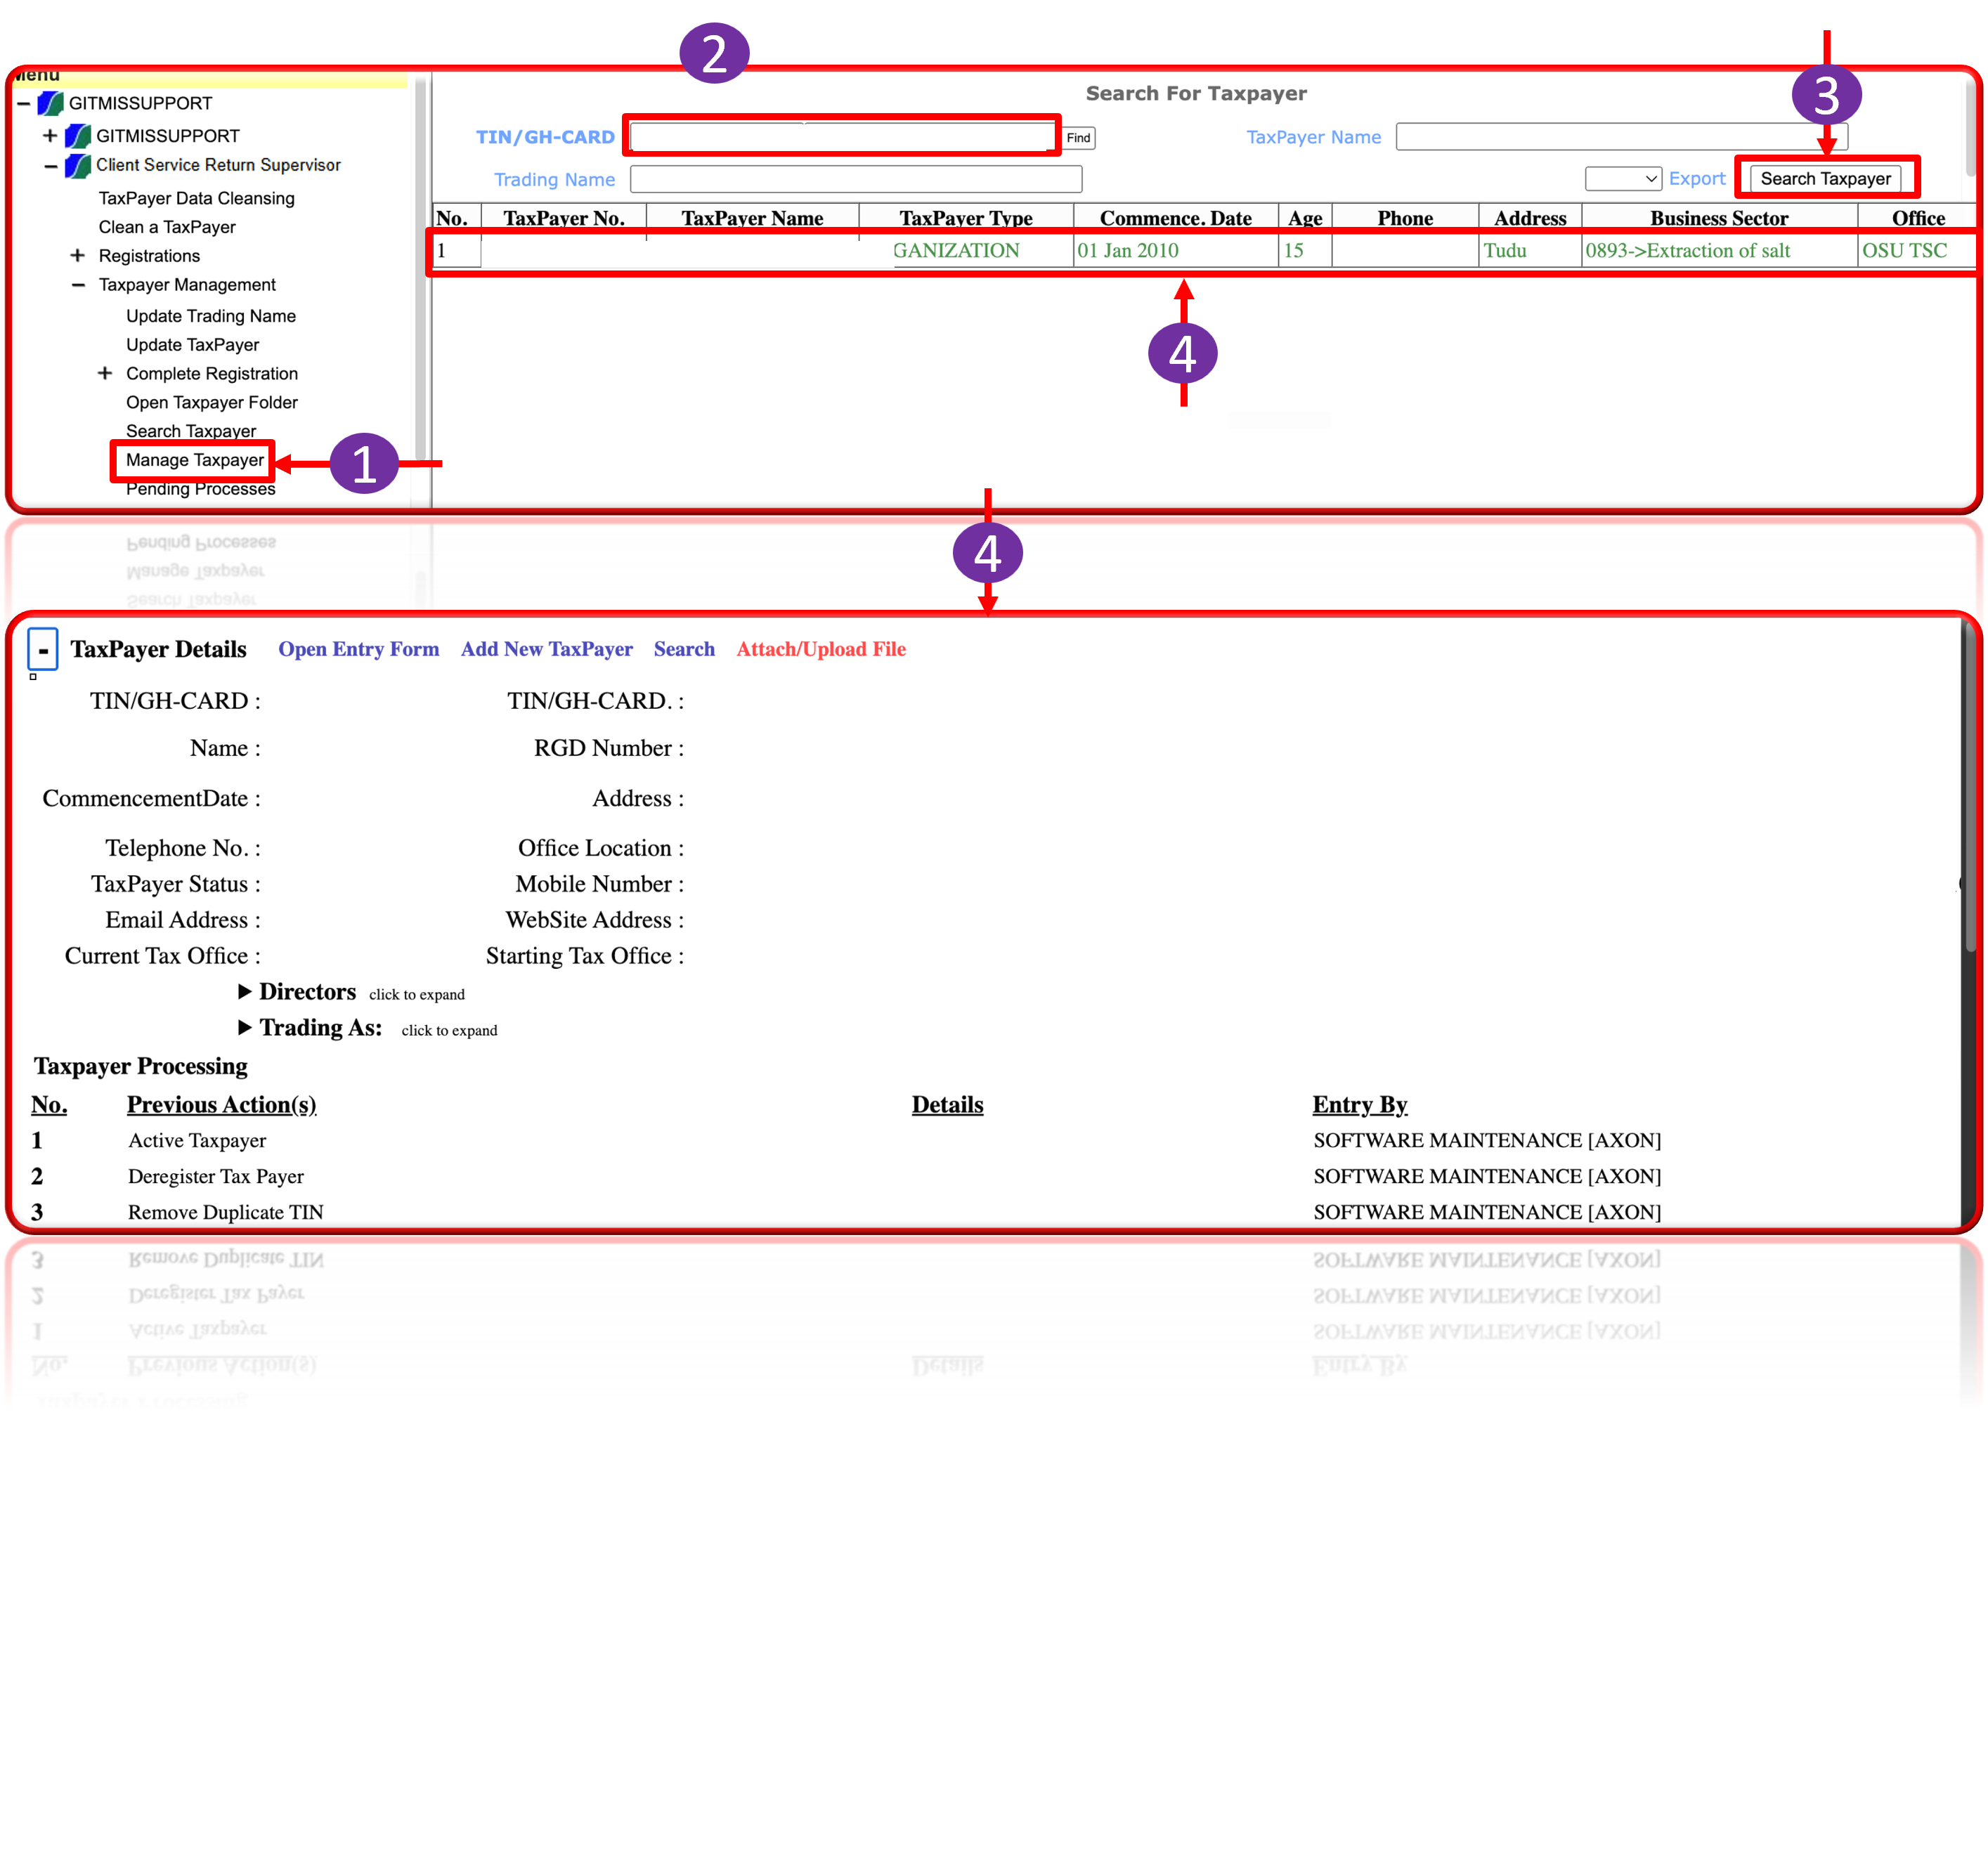 2
3
Menu
GITMISSUPPORT
GITMISSUPPORT
Client Service Return Supervisor
TaxPayer Data Cleansing
Clean a TaxPayer
Registrations
Taxpayer Management
Update Trading Name
Update TaxPayer
Complete Registration
Open Taxpayer Folder
Search Taxpayer
Manage Taxpayer
Pending Processes
1
Search For Taxpayer
TIN/GH-CARD Find TaxPayer Name
Trading Name Export Search Taxpayer
No. TaxPayer No. TaxPayer Name TaxPayer Type Commence. Date Age Phone Address Business Sector Office
1 GANIZATION 01 Jan 2010 15 Tudu 0893->Extraction of salt OSU TSC
4
4
- TaxPayer Details Open Entry Form Add New TaxPayer Search Attach/Upload File
TIN/GH-CARD : TIN/GH-CARD. :
Name : RGD Number :
CommencementDate : Address :
Telephone No. : Office Location :
TaxPayer Status : Mobile Number :
Email Address : WebSite Address :
Current Tax Office : Starting Tax Office :
Directors click to expand
Trading As: click to expand
Taxpayer Processing
No. Previous Action(s) Details Entry By
1 Active Taxpayer SOFTWARE MAINTENANCE [AXON]
2 Deregister Tax Payer SOFTWARE MAINTENANCE [AXON]
3 Remove Duplicate TIN SOFTWARE MAINTENANCE [AXON]